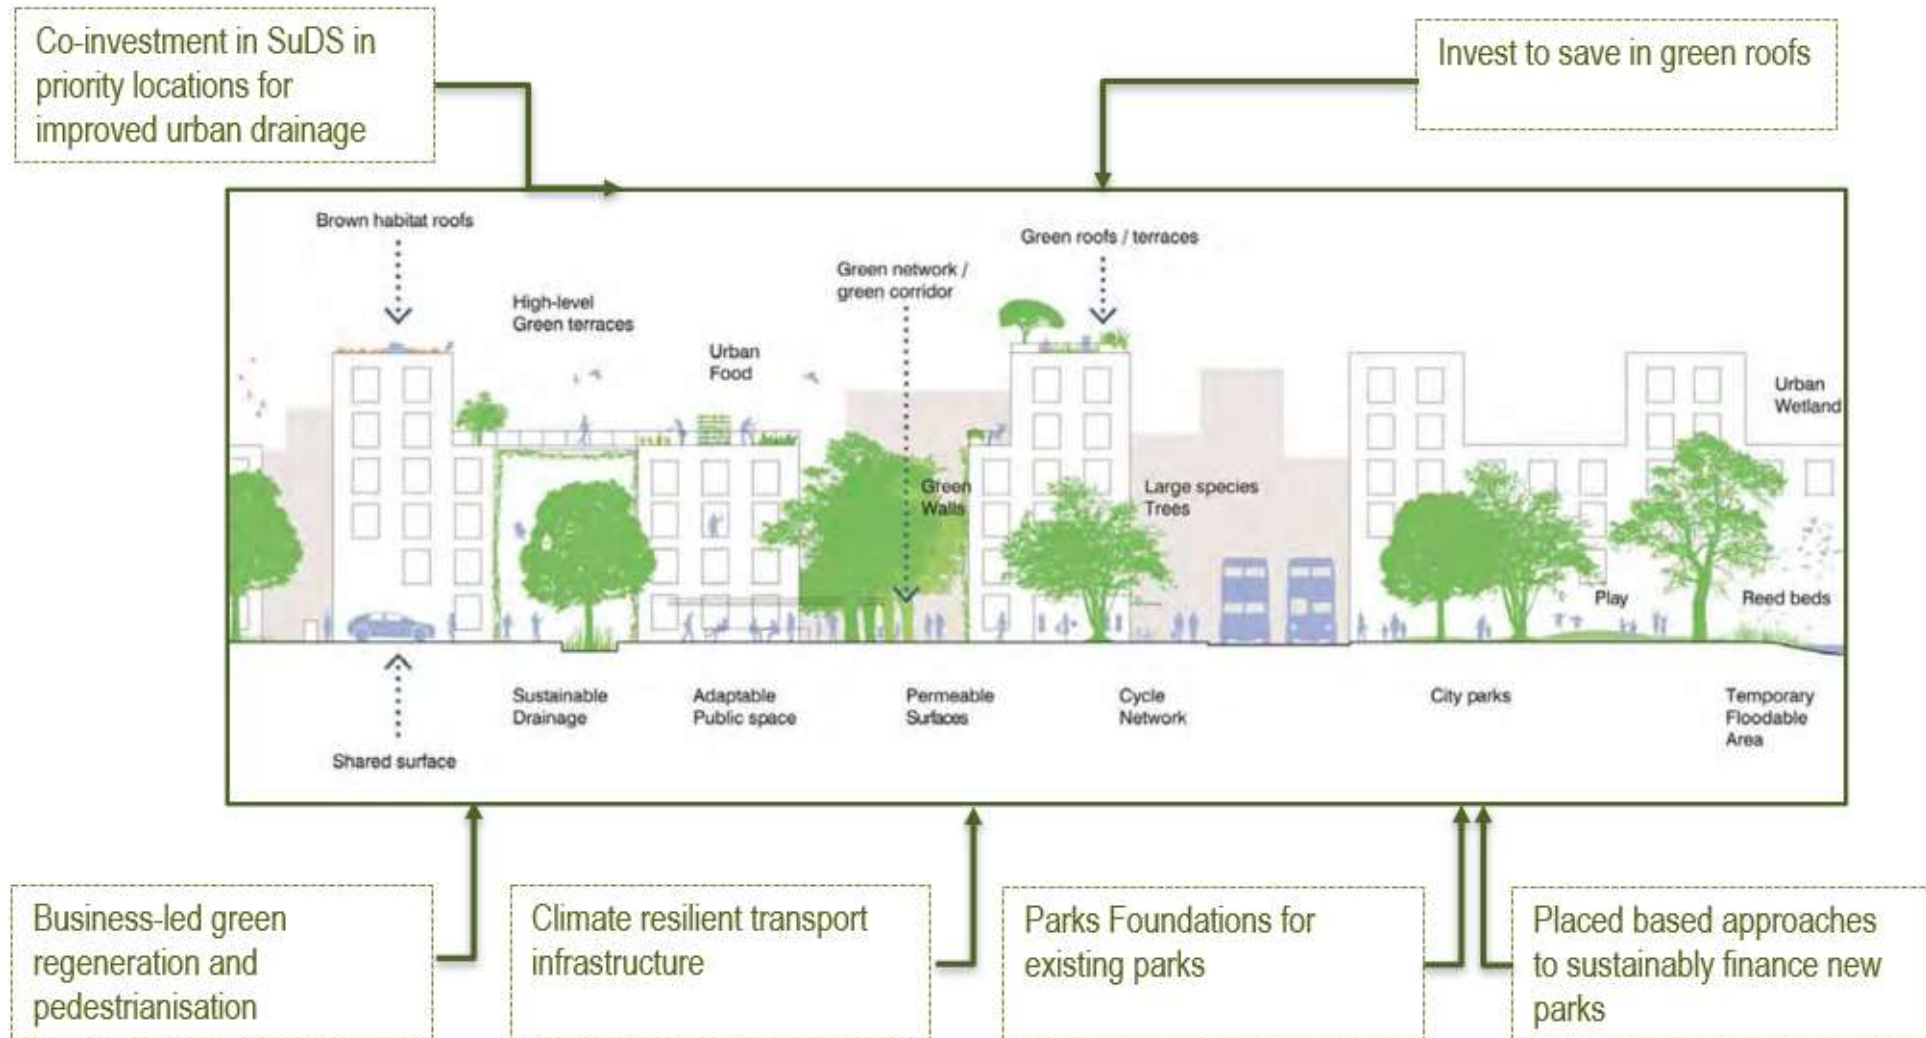 Co-investment in SuDS in
priority locations for
improved urban drainage
Invest to save in green roofs
Brown habitat roofs
Green roofs / terraces
Green network /
green corridor
High-level
Green terraces
Urban
Food
Urban
Wetland
Green
Walls
Large species
Trees
Play
Reed beds
Sustainable
Drainage
Adaptable
Public space
Permeable
Surfaces
Cycle
Network
City parks
Temporary
Floodable
Area
Shared surface
Business-led green
regeneration and
pedestrianisation
Climate resilient transport
infrastructure
Parks Foundations for
existing parks
Placed based approaches
to sustainably finance new
parks